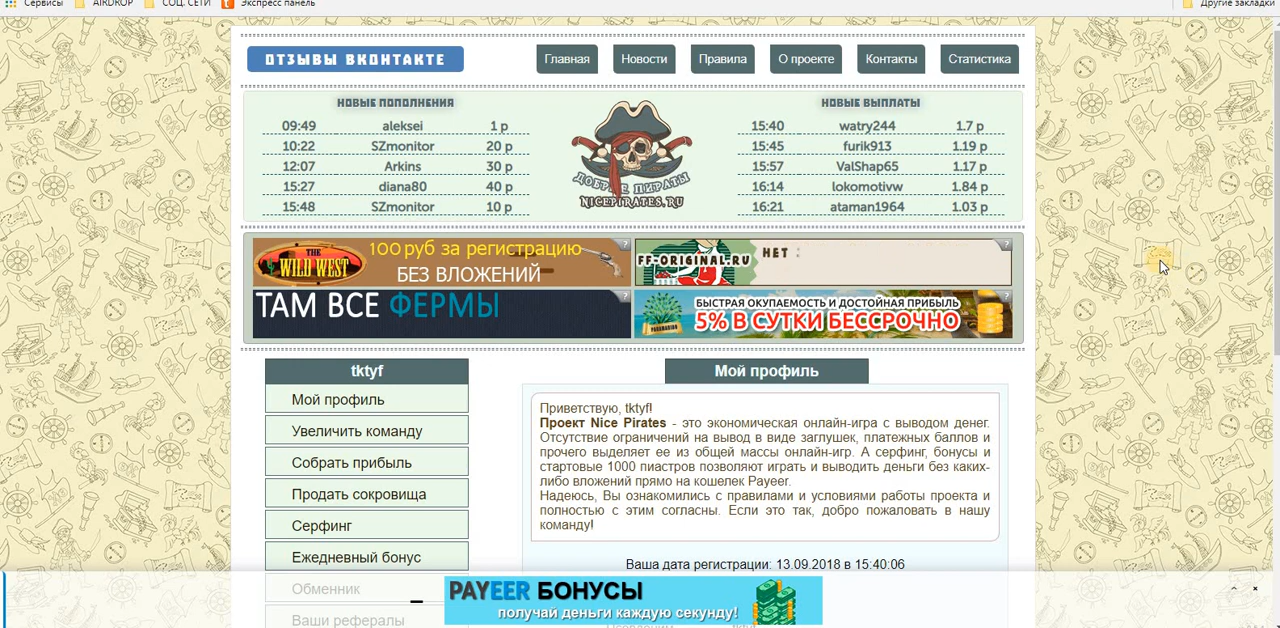 Сервисы AIRDROP СОЦ. СЕТИ Экспресс панель Другие закладки
ОТЗЫВЫ ВКОНТАКТЕ
Главная Новости Правила О проекте Контакты Статистика
НОВЫЕ ПОПОЛНЕНИЯ
09:49 aleksei 1 р
10:22 SZmonitor 20 р
12:07 Arkins 30 р
15:27 diana80 40 р
15:48 SZmonitor 10 р
ДОБРЫЕ ПИРАТЫ
NICEPIRATES.RU
НОВЫЕ ВЫПЛАТЫ
15:40 watry244 1.7 р
15:45 furik913 1.19 р
15:57 ValShap65 1.17 р
16:14 lokomotivw 1.84 р
16:21 ataman1964 1.03 р
THE
WILD WEST
100 руб за регистрацию
БЕЗ ВЛОЖЕНИЙ
?
FF-ORIGINAL.RU
НЕТ
?
ТАМ ВСЕ ФЕРМЫ
?
БЫСТРАЯ ОКУПАЕМОСТЬ И ДОСТОЙНАЯ ПРИБЫЛЬ
5% В СУТКИ БЕССРОЧНО
?
tktyf
Мой профиль
Увеличить команду
Собрать прибыль
Продать сокровища
Серфинг
Ежедневный бонус
Обменник
Ваши рефералы
Мой профиль
Приветствую, tktyf!
Проект Nice Pirates - это экономическая онлайн-игра с выводом денег.
Отсутствие ограничений на вывод в виде заглушек, платежных баллов и
прочего выделяет ее из общей массы онлайн-игр. А серфинг, бонусы и
стартовые 1000 пиастров позволяют играть и выводить деньги без каких-
либо вложений прямо на кошелек Payeer.
Надеюсь, Вы ознакомились с правилами и условиями работы проекта и
полностью с этим согласны. Если это так, добро пожаловать в нашу
команду!
Ваша дата регистрации: 13.09.2018 в 15:40:06
PAYEER БОНУСЫ
получай деньги каждую секунду!